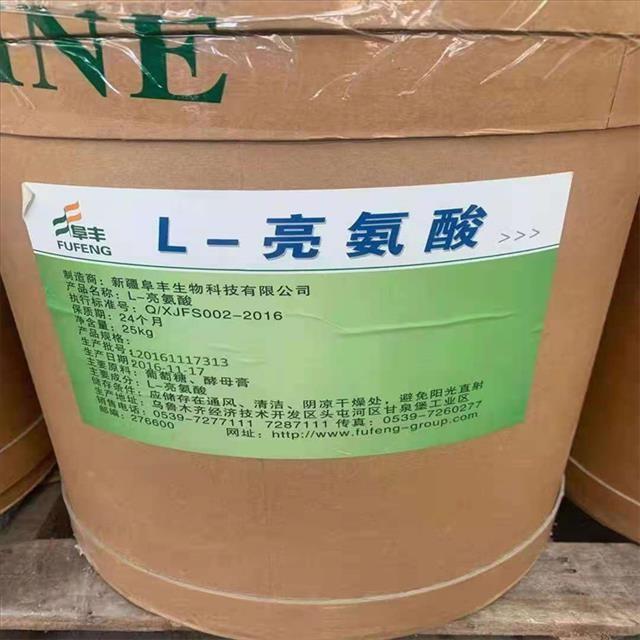 INE
阜丰
FUFENG
L-亮氨酸 >>>
制造商: 新疆阜丰生物科技有限公司
产品名称: L-亮氨酸
执行标准号: Q/XJFS002-2016
保质期: 24个月
净含量: 25Kg
产品规格:
生产批号: L20161117313
生产日期: 2016-11-17
主要原料: 葡萄糖、酵母膏
主要成分: L-亮氨酸
储存条件: 应储存在通风、清洁、阴凉干燥处, 避免阳光直射
生产地址: 乌鲁木齐经济技术开发区头屯河区甘泉堡工业区
销售电话: 0539-7277111 7287111 传真: 0539-7260277
邮编: 276600
网址: http://www.fufeng-group.com